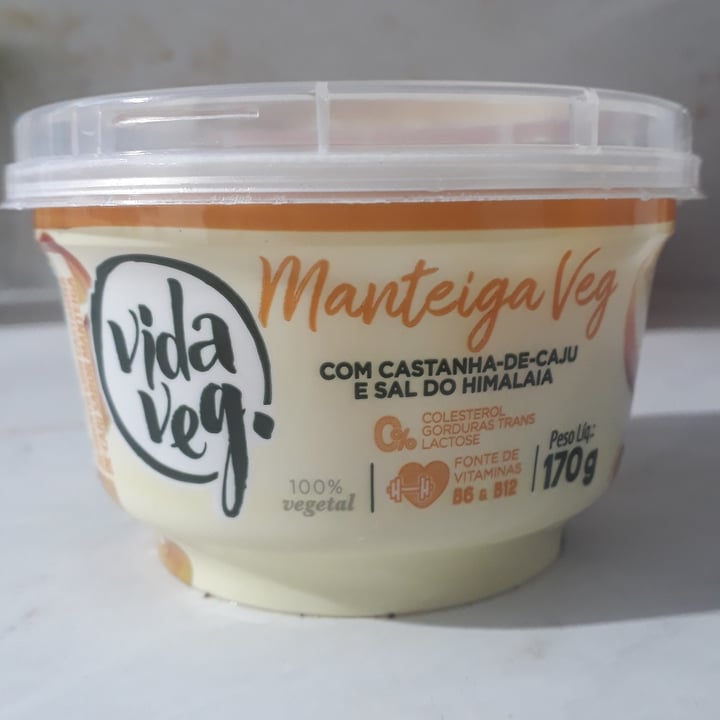 vida
veg.
Manteiga Veg
COM CASTANHA-DE-CAJU
E SAL DO HIMALAIA
0%
COLESTEROL
GORDURAS TRANS
LACTOSE
100%
vegetal
FONTE DE
VITAMINAS
B6 & B12
Peso Líq.:
170g